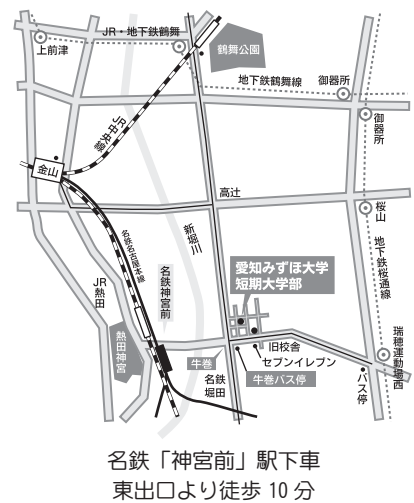 JR・地下鉄鶴舞
鶴舞公園
上前津
地下鉄鶴舞線
御器所
御器所
JR中央線
金山
高辻
桜山
名鉄名古屋本線
新堀川
地下鉄桜通線
JR
熱田
名鉄神宮前
愛知みずほ大学
短期大学部
熱田神宮
牛巻
旧校舎
セブンイレブン
名鉄
堀田
牛巻バス停
バス停
瑞穂運動場西
名鉄「神宮前」駅下車
東出口より徒歩 10 分